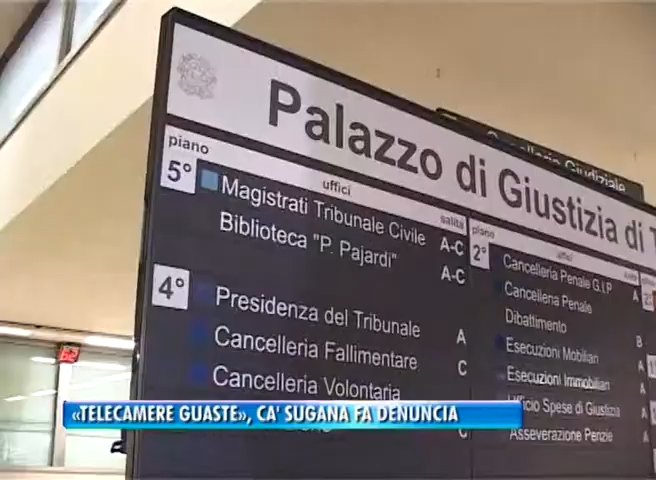 Palazzo di Giustizia di T
piano uffici salita
5° Magistrati Tribunale Civile A-C
Biblioteca "P. Pajardi" A-C
4° Presidenza del Tribunale A
Cancelleria Fallimentare C
Cancelleria Volontaria
C
piano uffici
2° Cancelleria Penale G.I.P A
Cancelleria Penale
Dibattimento B
Esecuzioni Mobiliari A
Esecuzioni Immobiliari A
Ufficio Spese di Giustizia A
Asseverazione Perizie A
«TELECAMERE GUASTE», CA' SUGANA FA DENUNCIA